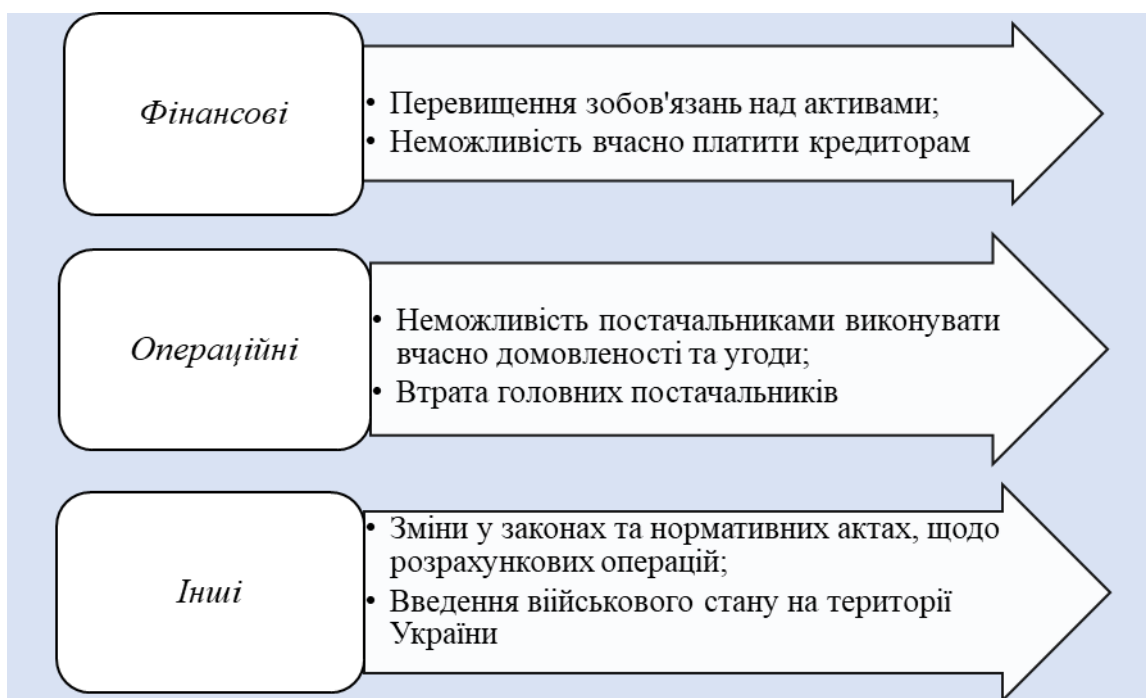 Фінансові
• Перевищення зобов'язань над активами;
• Неможливість вчасно платити кредиторам
Операційні
• Неможливість постачальниками виконувати
вчасно домовленості та угоди;
• Втрата головних постачальників
Інші
• Зміни у законах та нормативних актах, щодо
розрахункових операцій;
• Введення віійського стану на території
України